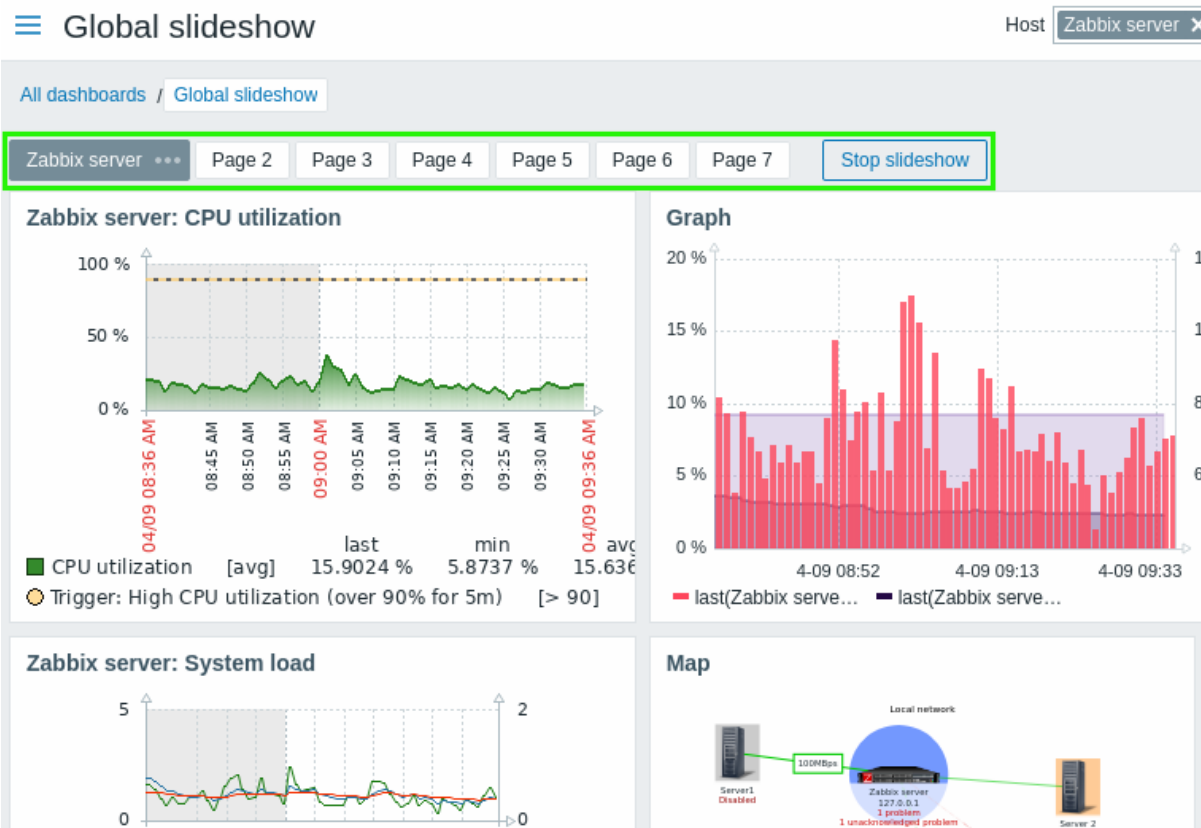 Global slideshow
Host Zabbix server
All dashboards / Global slideshow
Zabbix server ••• Page 2 Page 3 Page 4 Page 5 Page 6 Page 7 Stop slideshow
Zabbix server: CPU utilization
100 %
50 %
0 %
04/09 08:36 AM 08:45 AM 08:50 AM 08:55 AM 09:00 AM 09:05 AM 09:10 AM 09:15 AM 09:20 AM 09:25 AM 09:30 AM 04/09 09:36 AM
last min avg
CPU utilization [avg] 15.9024 % 5.8737 % 15.636
Trigger: High CPU utilization (over 90% for 5m) [> 90]
Graph
20 %
15 %
10 %
5 %
0 %
4-09 08:52 4-09 09:13 4-09 09:33
last(Zabbix serve... last(Zabbix serve...
Zabbix server: System load
5 2
0 0
Map
Local network
100MBps
Server1
Disabled
Zabbix server
127.0.0.1
1 problem
1 unacknowledged problem
Server 2